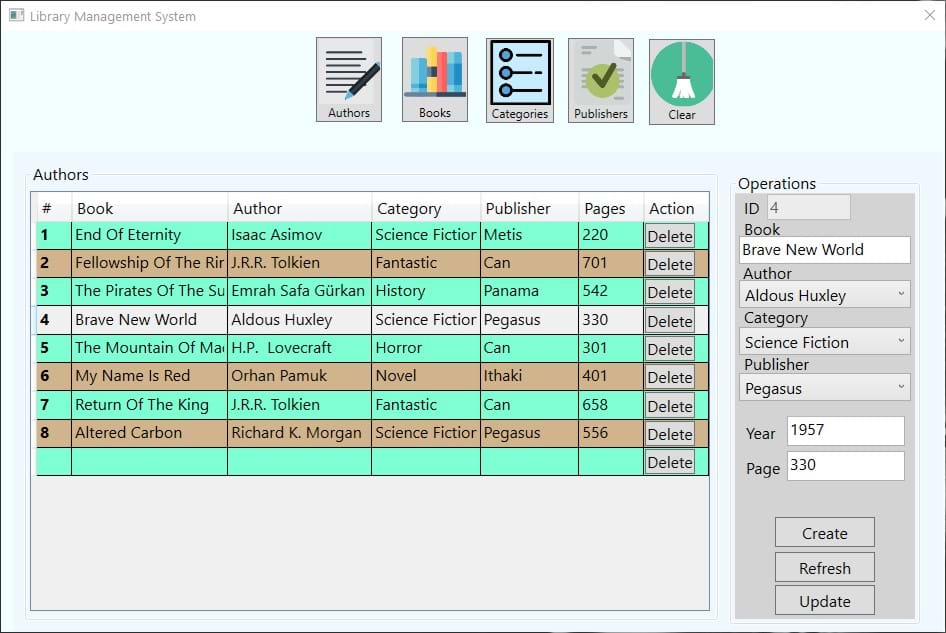 Library Management System
Authors Books Categories Publishers Clear
Authors
# Book Author Category Publisher Pages Action
1 End Of Eternity Isaac Asimov Science Fiction Metis 220 Delete
2 Fellowship Of The Rin J.R.R. Tolkien Fantastic Can 701 Delete
3 The Pirates Of The Su Emrah Safa Gürkan History Panama 542 Delete
4 Brave New World Aldous Huxley Science Fiction Pegasus 330 Delete
5 The Mountain Of Mad H.P. Lovecraft Horror Can 301 Delete
6 My Name Is Red Orhan Pamuk Novel Ithaki 401 Delete
7 Return Of The King J.R.R. Tolkien Fantastic Can 658 Delete
8 Altered Carbon Richard K. Morgan Science Fiction Pegasus 556 Delete
Delete
Operations
ID 4
Book
Brave New World
Author
Aldous Huxley
Category
Science Fiction
Publisher
Pegasus
Year 1957
Page 330
Create
Refresh
Update